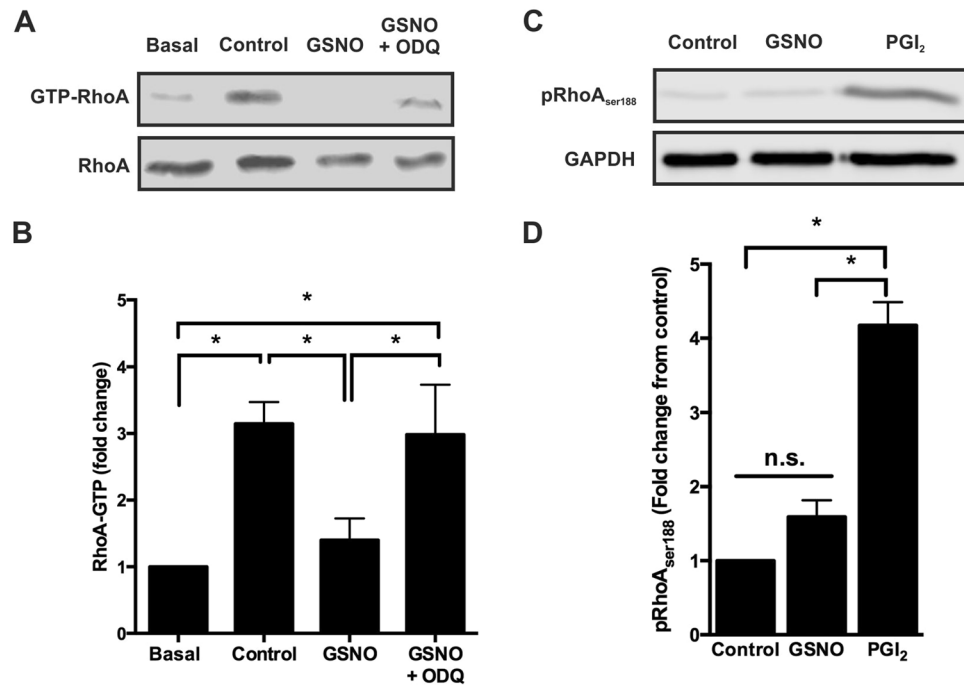 A
Basal Control GSNO GSNO + ODQ
GTP-RhoA
RhoA
B
*
* * *
RhoA-GTP (fold change)
5
4
3
2
1
0
Basal Control GSNO GSNO + ODQ
C
Control GSNO PGI₂
pRhoAser188
GAPDH
D
*
*
n.s.
pRhoAser188 (Fold change from control)
5
4
3
2
1
0
Control GSNO PGI₂